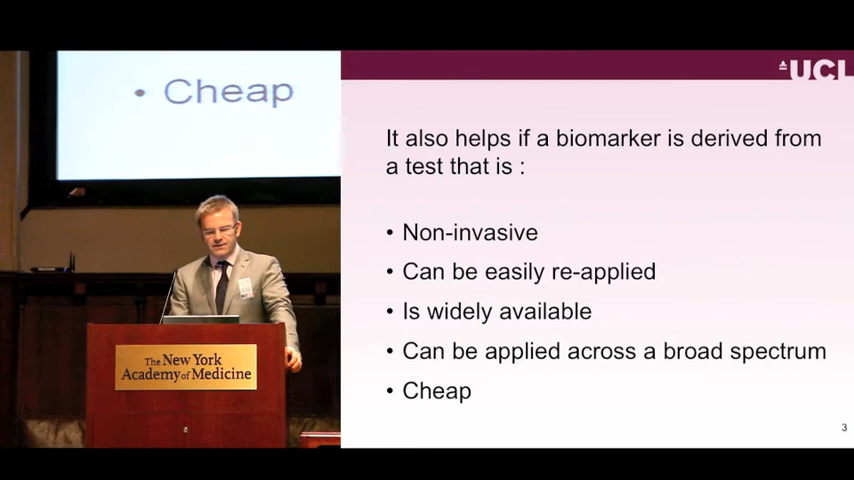 • Cheap
UCL
It also helps if a biomarker is derived from
a test that is :
• Non-invasive
• Can be easily re-applied
• Is widely available
• Can be applied across a broad spectrum
• Cheap
3
The New York
Academy of Medicine